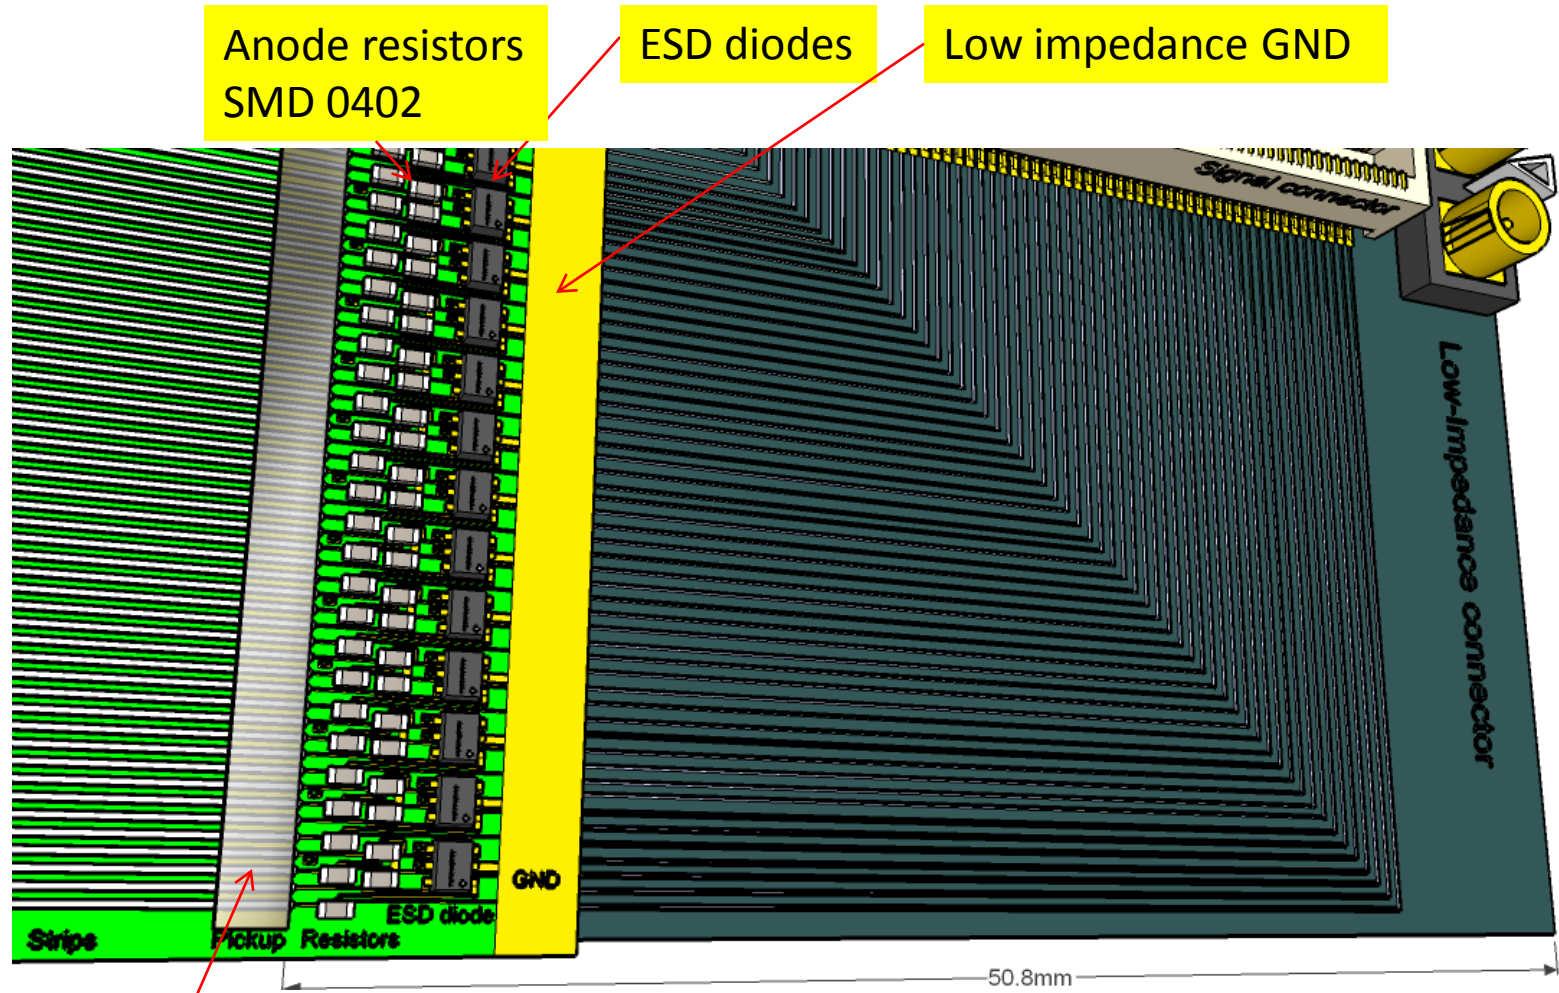 Anode resistors
SMD 0402
ESD diodes
Low impedance GND
Signal connector
Low-Impedance connector
GND
ESD diode
Strips
Pickup
Resistors
50.8mm